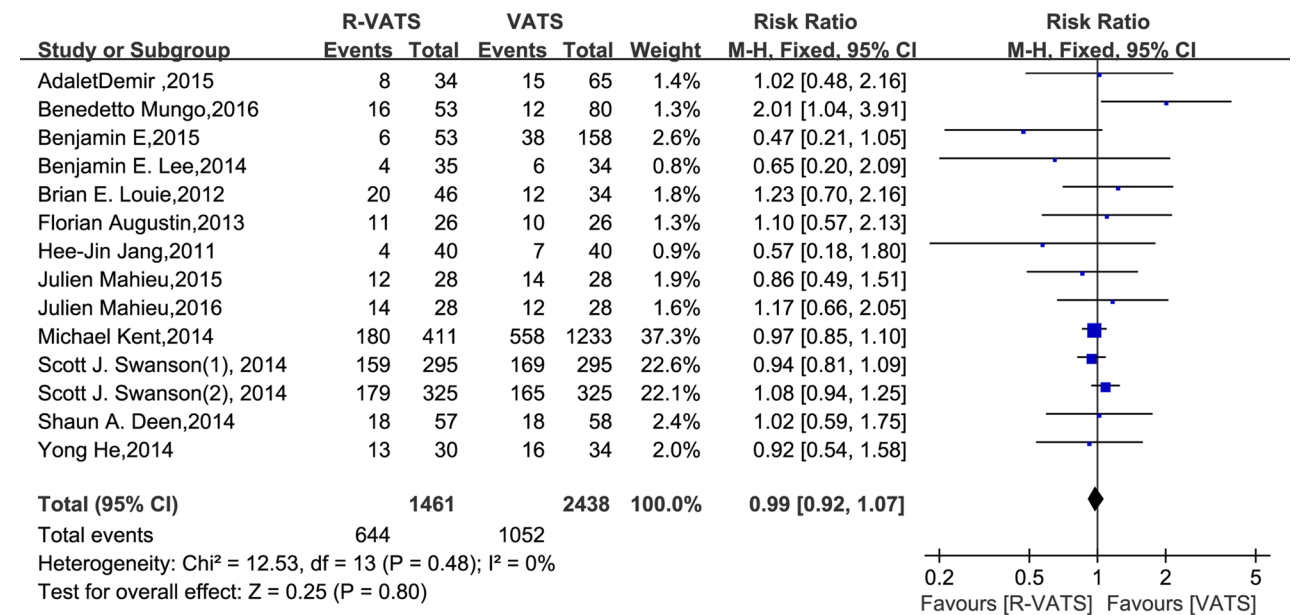 R-VATS VATS Risk Ratio Risk Ratio
Study or Subgroup Events Total Events Total Weight M-H, Fixed, 95% CI M-H, Fixed, 95% CI
AdaletDemir ,2015 8 34 15 65 1.4% 1.02 [0.48, 2.16]
Benedetto Mungo,2016 16 53 12 80 1.3% 2.01 [1.04, 3.91]
Benjamin E,2015 6 53 38 158 2.6% 0.47 [0.21, 1.05]
Benjamin E. Lee,2014 4 35 6 34 0.8% 0.65 [0.20, 2.09]
Brian E. Louie,2012 20 46 12 34 1.8% 1.23 [0.70, 2.16]
Florian Augustin,2013 11 26 10 26 1.3% 1.10 [0.57, 2.13]
Hee-Jin Jang,2011 4 40 7 40 0.9% 0.57 [0.18, 1.80]
Julien Mahieu,2015 12 28 14 28 1.9% 0.86 [0.49, 1.51]
Julien Mahieu,2016 14 28 12 28 1.6% 1.17 [0.66, 2.05]
Michael Kent,2014 180 411 558 1233 37.3% 0.97 [0.85, 1.10]
Scott J. Swanson(1), 2014 159 295 169 295 22.6% 0.94 [0.81, 1.09]
Scott J. Swanson(2), 2014 179 325 165 325 22.1% 1.08 [0.94, 1.25]
Shaun A. Deen,2014 18 57 18 58 2.4% 1.02 [0.59, 1.75]
Yong He,2014 13 30 16 34 2.0% 0.92 [0.54, 1.58]
Total (95% CI) 1461 2438 100.0% 0.99 [0.92, 1.07]
Total events 644 1052
Heterogeneity: Chi² = 12.53, df = 13 (P = 0.48); I² = 0%
Test for overall effect: Z = 0.25 (P = 0.80)
0.2 0.5 1 2 5
Favours [R-VATS] Favours [VATS]